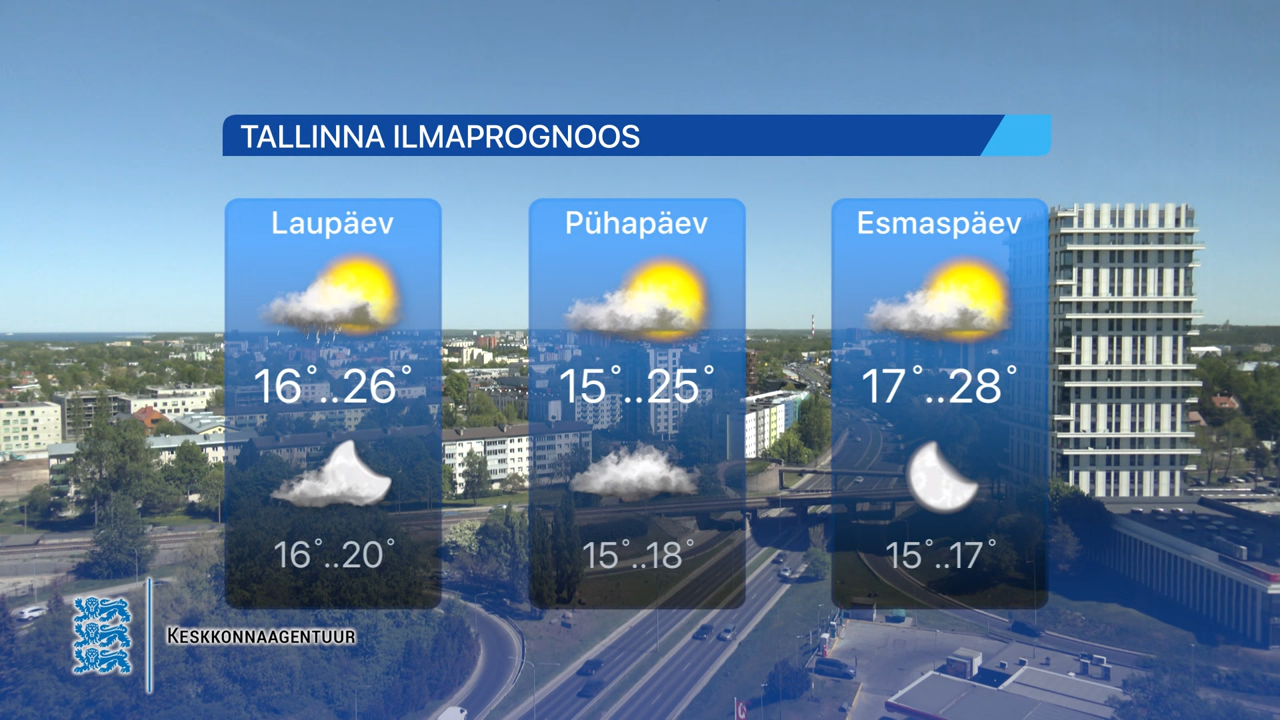 TALLINNA ILMAPROGNOOS
Laupäev
16°..26°
16°..20°
Pühapäev
15°..25°
15°..18°
Esmaspäev
17°..28°
15°..17°
KESKKONNAAGENTUUR